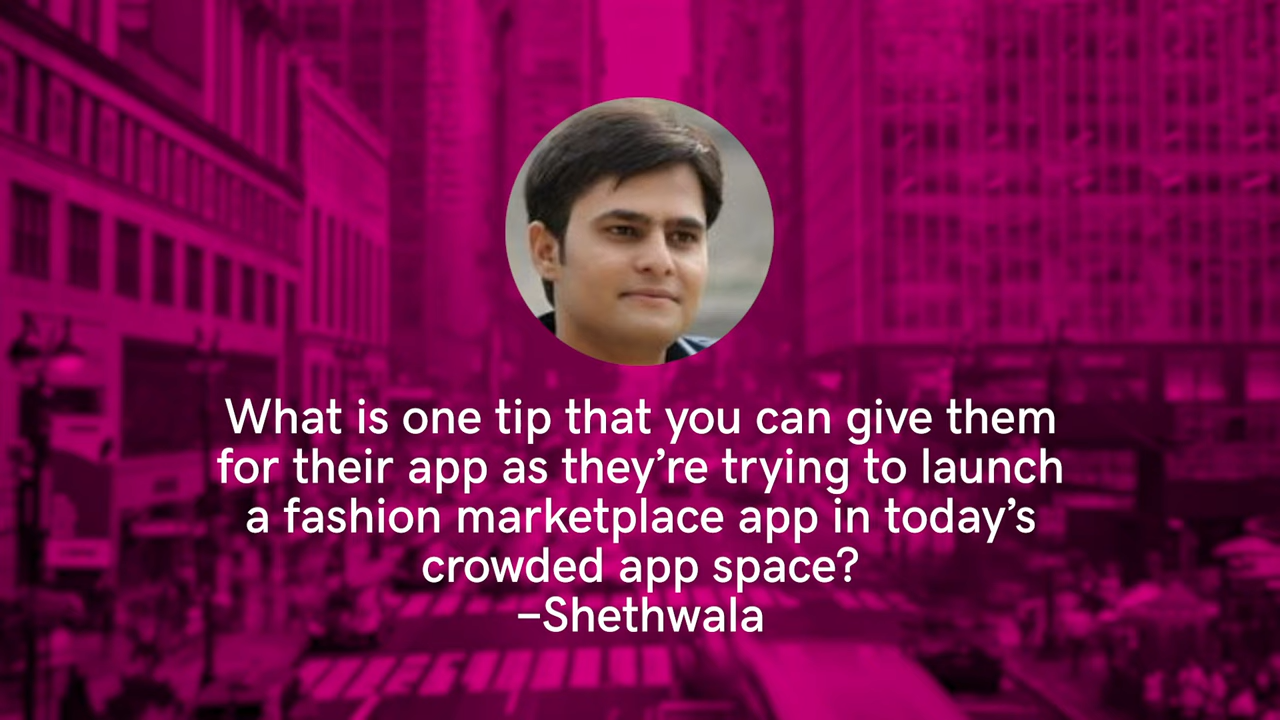 What is one tip that you can give them
for their app as they’re trying to launch
a fashion marketplace app in today’s
crowded app space?
–Shethwala